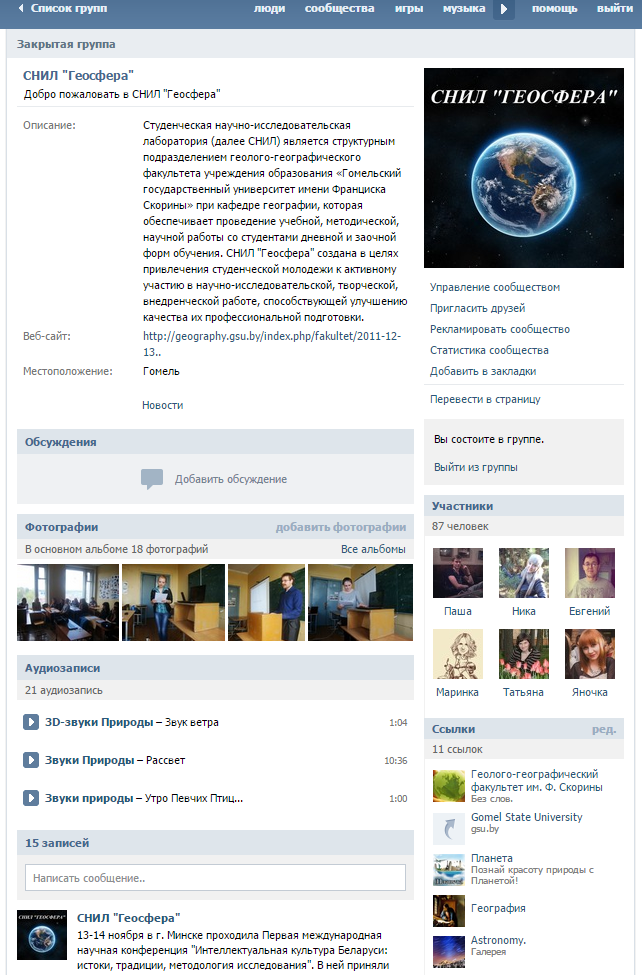 Список групп
люди сообщества игры музыка помощь выйти
Закрытая группа
СНИЛ "Геосфера"
Добро пожаловать в СНИЛ "Геосфера"
Описание:
Студенческая научно-исследовательская
лаборатория (далее СНИЛ) является структурным
подразделением геолого-географического
факультета учреждения образования «Гомельский
государственный университет имени Франциска
Скорины» при кафедре географии, которая
обеспечивает проведение учебной, методической,
научной работы со студентами дневной и заочной
форм обучения. СНИЛ "Геосфера" создана в целях
привлечения студенческой молодежи к активному
участию в научно-исследовательской, творческой,
внедренческой работе, способствующей улучшению
качества их профессиональной подготовки.
Веб-сайт:
http://geography.gsu.by/index.php/fakultet/2011-12-
13..
Местоположение: Гомель
Новости
Обсуждения
Добавить обсуждение
Фотографии добавить фотографии
В основном альбоме 18 фотографий Все альбомы
Аудиозаписи
21 аудиозапись
3D-звуки Природы – Звук ветра 1:04
Звуки Природы – Рассвет 10:36
Звуки природы – Утро Певчих Птиц... 1:00
15 записей
Написать сообщение..
СНИЛ "ГЕОСФЕРА"
СНИЛ "Геосфера"
13-14 ноября в г. Минске проходила Первая международная
научная конференция "Интеллектуальная культура Беларуси:
истоки, традиции, методология исследования". В ней приняли
СНИЛ "ГЕОСФЕРА"
Управление сообществом
Пригласить друзей
Рекламировать сообщество
Статистика сообщества
Добавить в закладки
Перевести в страницу
Вы состоите в группе.
Выйти из группы
Участники
87 человек
Паша Ника Евгений
Маринка Татьяна Яночка
Ссылки ред.
11 ссылок
Геолого-географический
факультет им. Ф. Скорины
Без слов.
Gomel State University
gsu.by
Планета
Познай красоту природы с
Планетой!
География
Astronomy.
Галерея